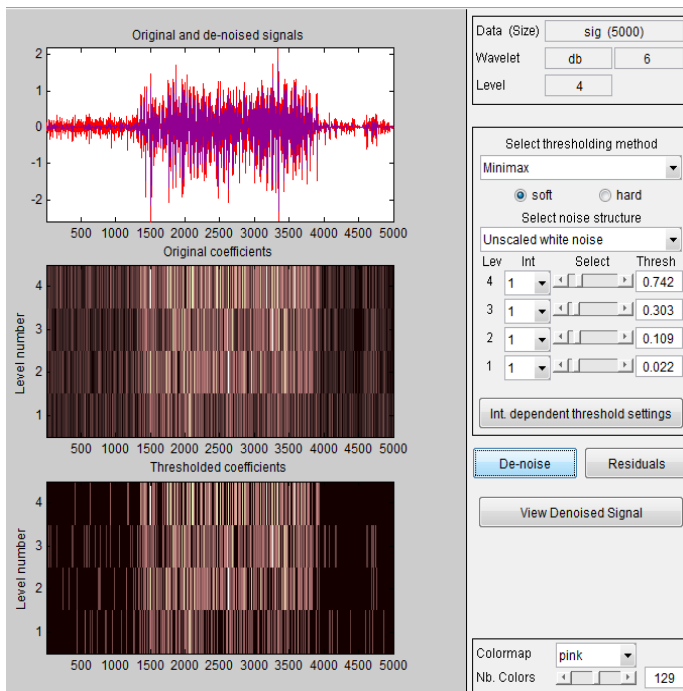 Original and de-noised signals
2
1
0
-1
-2
500 1000 1500 2000 2500 3000 3500 4000 4500 5000
Original coefficients
Level number
4
3
2
1
500 1000 1500 2000 2500 3000 3500 4000 4500 5000
Thresholded coefficients
Level number
4
3
2
1
500 1000 1500 2000 2500 3000 3500 4000 4500 5000
Data (Size) sig (5000)
Wavelet db 6
Level 4
Select thresholding method
Minimax
soft hard
Select noise structure
Unscaled white noise
Lev Int Select Thresh
4 1 0.742
3 1 0.303
2 1 0.109
1 1 0.022
Int. dependent threshold settings
De-noise Residuals
View Denoised Signal
Colormap pink
Nb. Colors 129